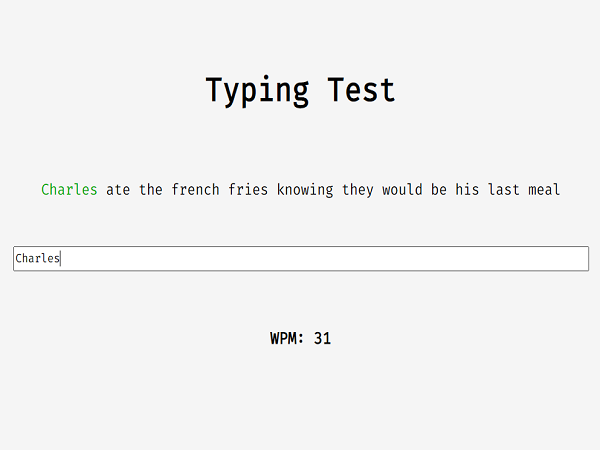 Typing Test
Charles ate the french fries knowing they would be his last meal
Charles
WPM: 31